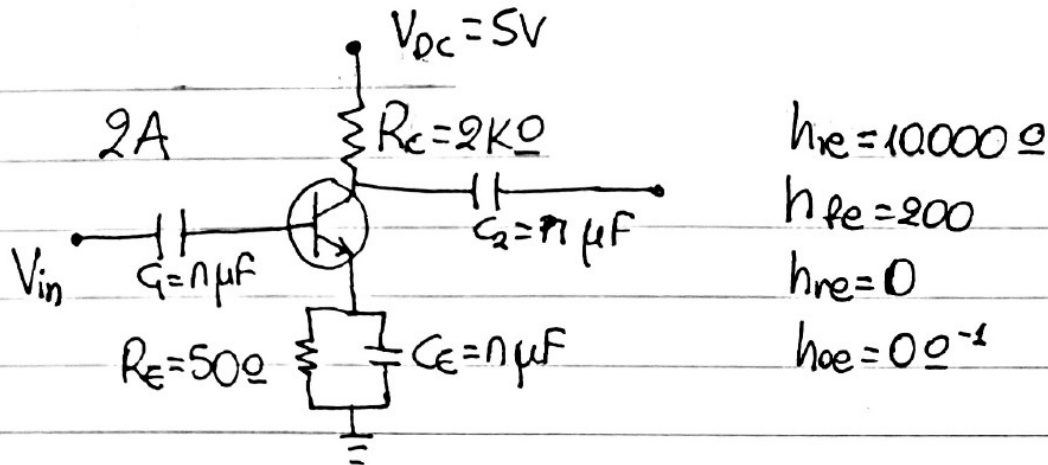 V_DC = 5V
2A
R_C = 2KΩ
h_ie = 10.000 Ω
h_fe = 200
C_2 = n μF
V_in
C_1 = n μF
h_re = 0
R_E = 50Ω
C_E = n μF
h_oe = 0 Ω^-1